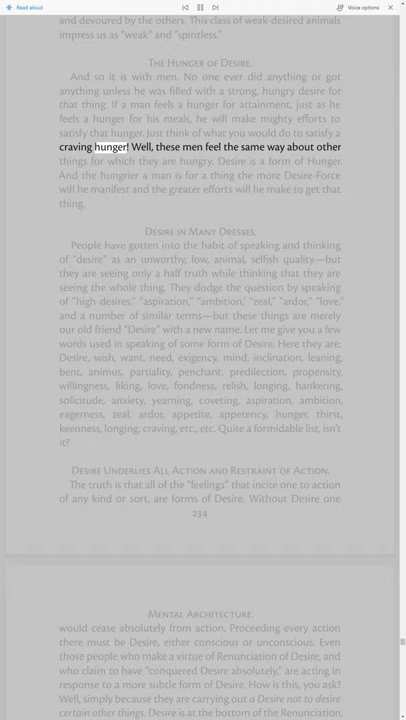 Read aloud
Voice options
and devoured by the others. This class of weak-desire animals
impress us as “weak” and “spiritless.”
The Hunger of Desire.
And so it is with men. No one ever did anything or got
anything unless he was filled with a strong, hungry desire for
that thing. If a man feels a hunger for attainment, just as he
feels a hunger for his meals, he will make mighty efforts to
satisfy that hunger. Just think of what you would do to satisfy a
craving hunger! Well, these men feel the same way about other
things for which they are hungry. Desire is a form of Hunger.
And the hungrier a man is for a thing the more Desire-Force
will he manifest and the greater efforts will he make to get that
thing.
Desire in Many Dresses.
People have gotten into the habit of speaking and thinking
of “desire” as an unworthy, low, animal, selfish quality—but
they are seeing only a half truth while thinking that they are
seeing the whole thing. They dodge the question by speaking
of “high desires,” “aspiration,” “ambition,” “zeal,” “ardor,” “love,”
and a number of similar terms—but these things are merely
our old friend “Desire” with a new name. Let me give you a few
words used in speaking of some form of Desire. Here they are:
Desire, wish, want, need, exigency, mind, inclination, leaning,
bent, animus, partiality, penchant, predilection, propensity,
willingness, liking, love, fondness, relish, longing, hankering,
solicitude, anxiety, yearning, coveting, aspiration, ambition,
eagerness, zeal, ardor, appetite, appetency, hunger, thirst,
keenness, longing, craving, etc., etc. Quite a formidable list, isn’t
it?
Desire Underlies All Action and Restraint of Action.
The truth is that all of the “feelings” that incite one to action
of any kind or sort, are forms of Desire. Without Desire one
234
Mental Architecture.
would cease absolutely from action. Proceeding every action
there must be Desire, either conscious or unconscious. Even
those people who make a virtue of Renunciation of Desire, and
who claim to have “conquered Desire absolutely,” are acting in
response to a more subtle form of Desire. How is this, you ask?
Well, simply because they are carrying out a Desire not to desire
certain other things. Desire is at the bottom of the Renunciation,